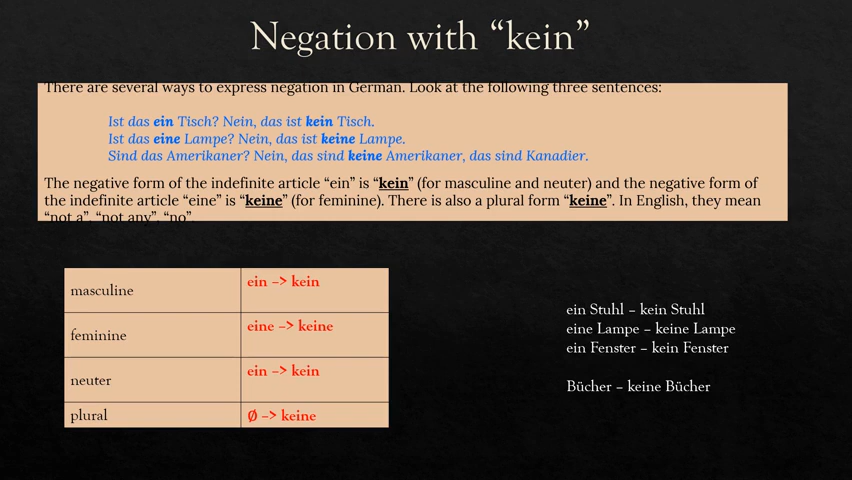 Negation with “kein”
There are several ways to express negation in German. Look at the following three sentences:
Ist das ein Tisch? Nein, das ist kein Tisch.
Ist das eine Lampe? Nein, das ist keine Lampe.
Sind das Amerikaner? Nein, das sind keine Amerikaner, das sind Kanadier.
The negative form of the indefinite article “ein” is “kein” (for masculine and neuter) and the negative form of
the indefinite article “eine” is “keine” (for feminine). There is also a plural form “keine”. In English, they mean
“not a”, “not any”, “no”.
masculine ein –> kein
feminine eine –> keine
neuter ein –> kein
plural Ø –> keine
ein Stuhl – kein Stuhl
eine Lampe – keine Lampe
ein Fenster – kein Fenster
Bücher – keine Bücher